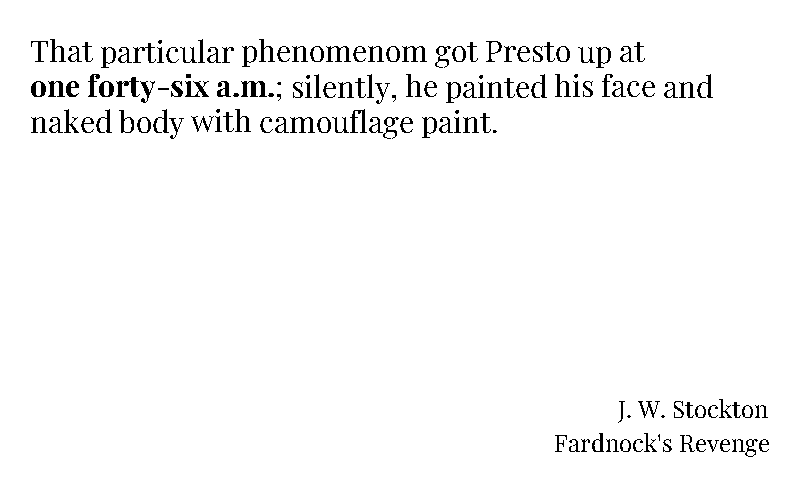 That particular phenomenom got Presto up at
one forty-six a.m.; silently, he painted his face and
naked body with camouflage paint.
J. W. Stockton
Fardnock's Revenge